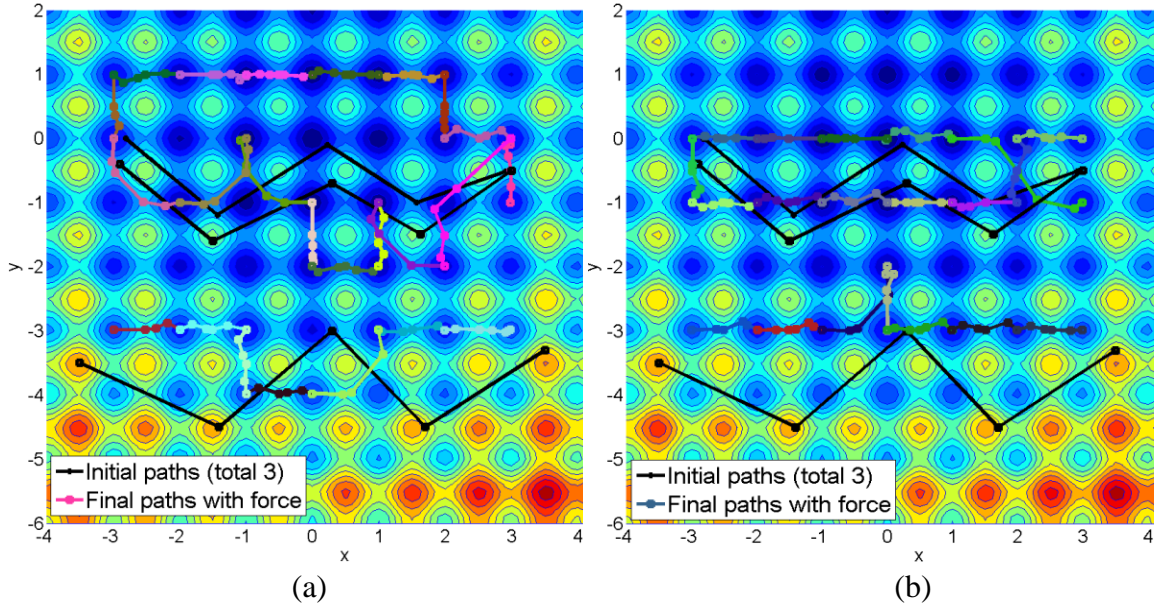 2
1
0
-1
-2
-3
-4
-5
-6
y
-4 -3 -2 -1 0 1 2 3 4
x
Initial paths (total 3)
Final paths with force
(a)
2
1
0
-1
-2
-3
-4
-5
-6
y
-4 -3 -2 -1 0 1 2 3 4
x
Initial paths (total 3)
Final paths with force
(b)